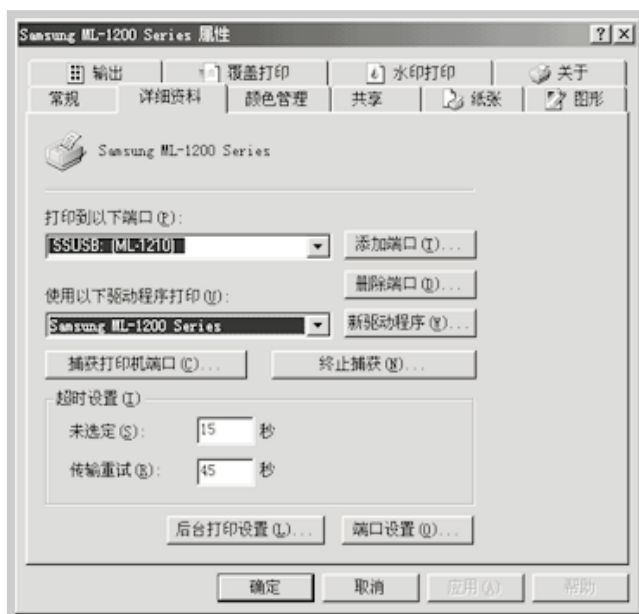 Samsung ML-1200 Series 属性
输出 覆盖打印 水印打印 关于
常规 详细资料 颜色管理 共享 纸张 图形
Samsung ML-1200 Series
打印到以下端口(P):
SSUSB: (ML-1210) 添加端口(T)...
删除端口(D)...
使用以下驱动程序打印(U):
Samsung ML-1200 Series 新驱动程序(W)...
捕获打印机端口(C)... 终止捕获(N)...
超时设置(I)
未选定(S): 15 秒
传输重试(R): 45 秒
后台打印设置(L)... 端口设置(O)...
确定 取消 应用(A) 帮助